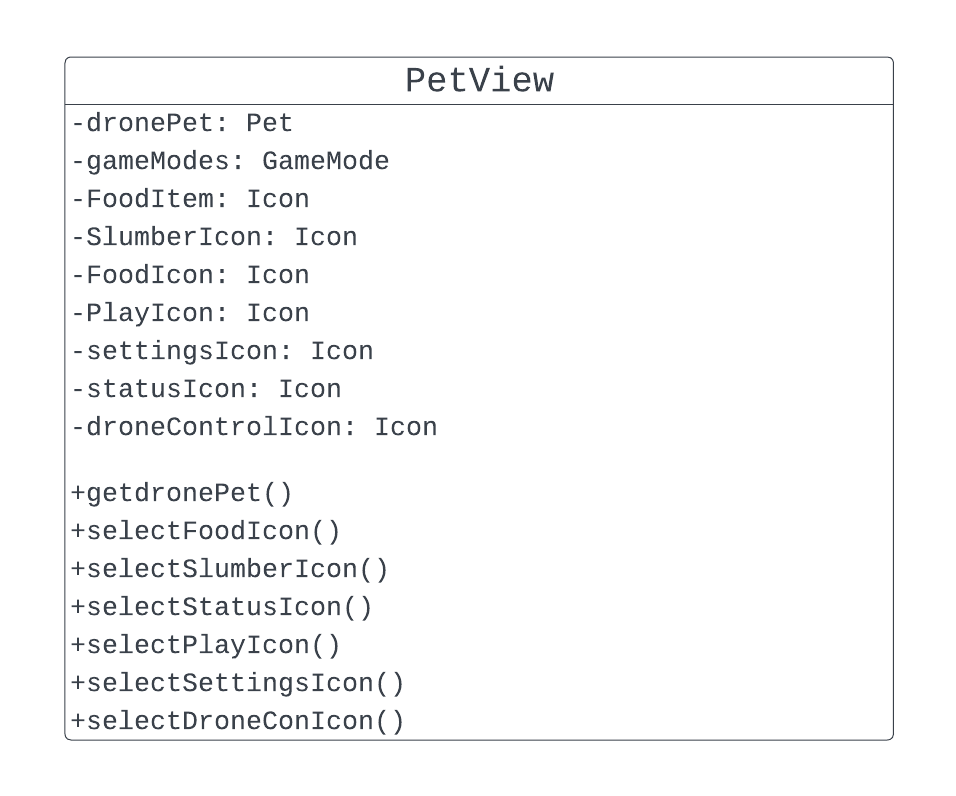 PetView
-dronePet: Pet
-gameModes: GameMode
-FoodItem: Icon
-SlumberIcon: Icon
-FoodIcon: Icon
-PlayIcon: Icon
-settingsIcon: Icon
-statusIcon: Icon
-droneControlIcon: Icon
+getdronePet()
+selectFoodIcon()
+selectSlumberIcon()
+selectStatusIcon()
+selectPlayIcon()
+selectSettingsIcon()
+selectDroneConIcon()